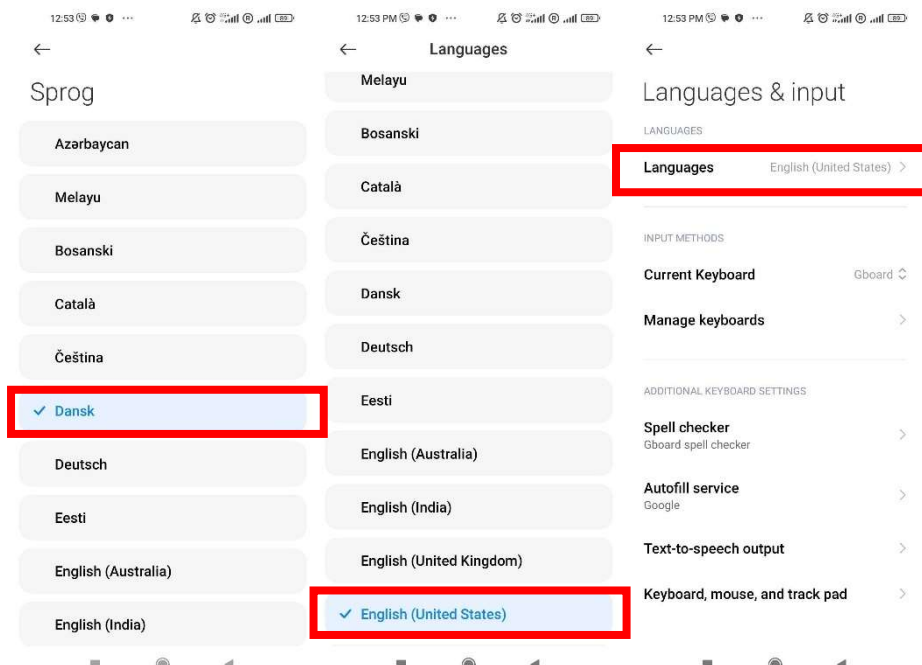 12:53
89
Sprog
Azərbaycan
Melayu
Bosanski
Català
Čeština
Dansk
Deutsch
Eesti
English (Australia)
English (India)
12:53 PM
89
Languages
Melayu
Bosanski
Català
Čeština
Dansk
Deutsch
Eesti
English (Australia)
English (India)
English (United Kingdom)
English (United States)
12:53 PM
89
Languages & input
LANGUAGES
Languages English (United States)
INPUT METHODS
Current Keyboard Gboard
Manage keyboards
ADDITIONAL KEYBOARD SETTINGS
Spell checker
Gboard spell checker
Autofill service
Google
Text-to-speech output
Keyboard, mouse, and track pad